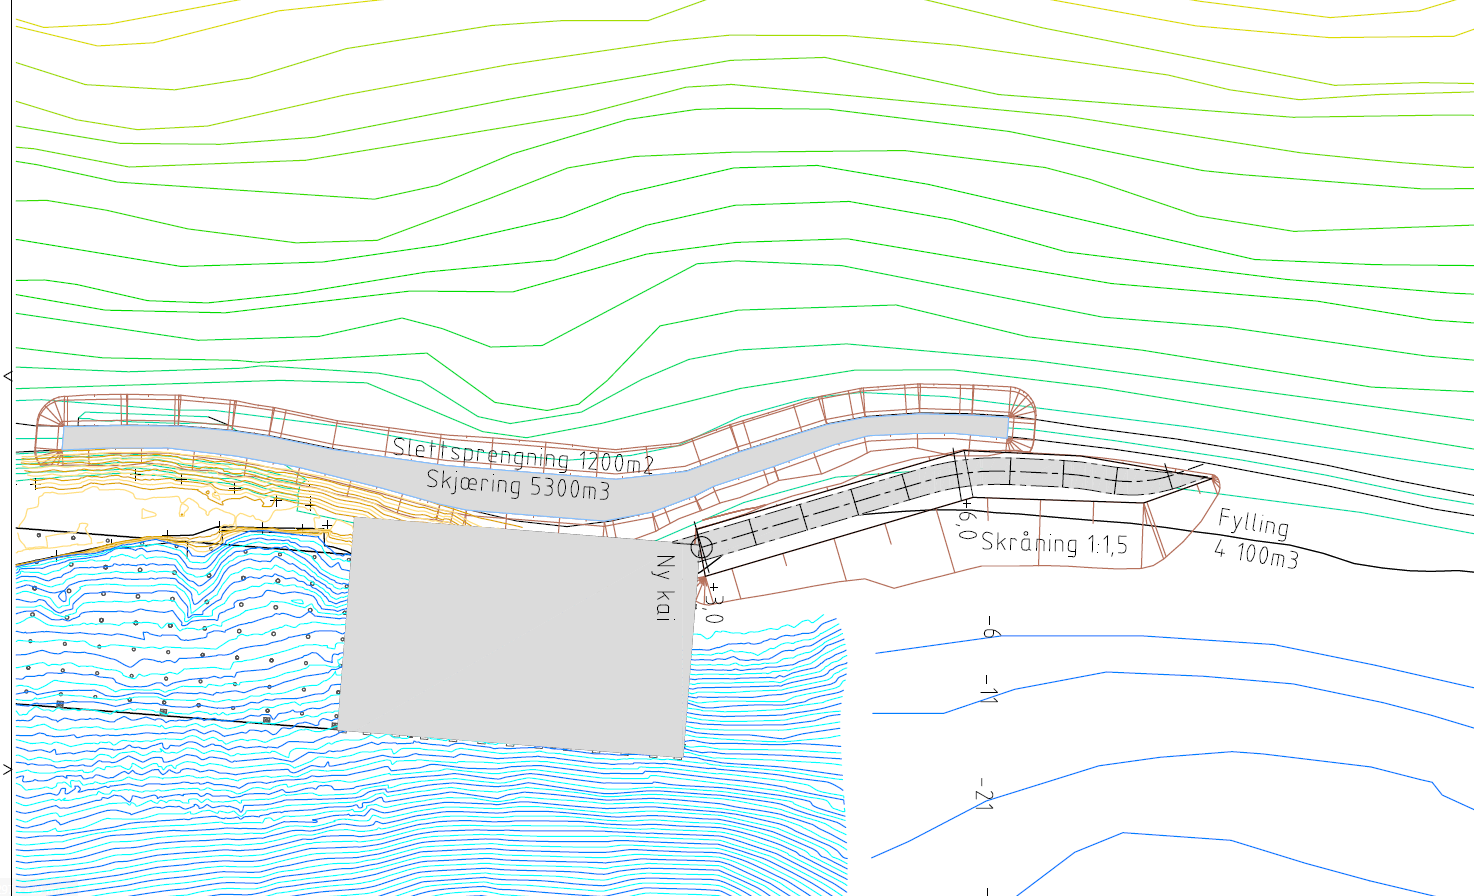 Slettsprengning 1200m2
Skjæring 5300m3
Ny kai
+3,0
+6,0
Skråning 1:1,5
Fylling
4 100m3
-6
-11
-21